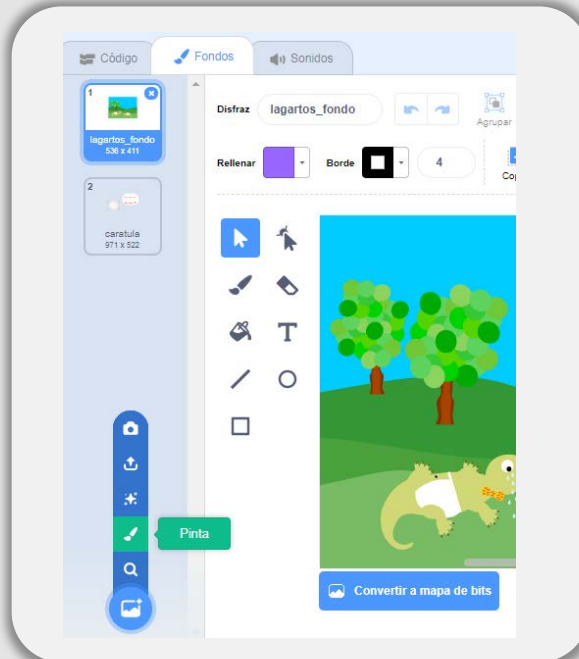 Código
Fondos
Sonidos
1
lagartos_fondo
536 x 411
2
caratula
971 x 522
Disfraz
lagartos_fondo
Agrupar
Rellenar
Borde
4
T
Pinta
Convertir a mapa de bits